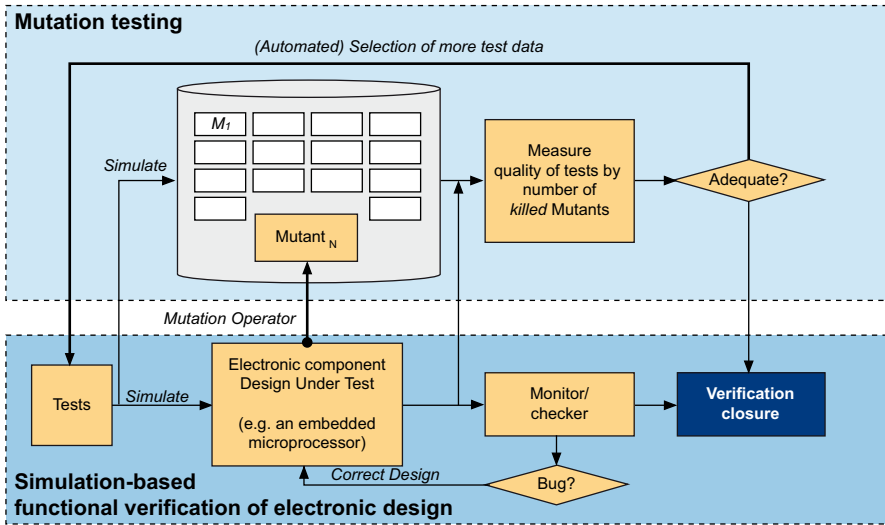 Mutation testing
(Automated) Selection of more test data
M1
Simulate
Measure
quality of tests by
number of
killed Mutants
Adequate?
Mutant N
Mutation Operator
Electronic component
Design Under Test
(e.g. an embedded
microprocessor)
Tests
Simulate
Monitor/
checker
Verification
closure
Correct Design
Bug?
Simulation-based
functional verification of electronic design